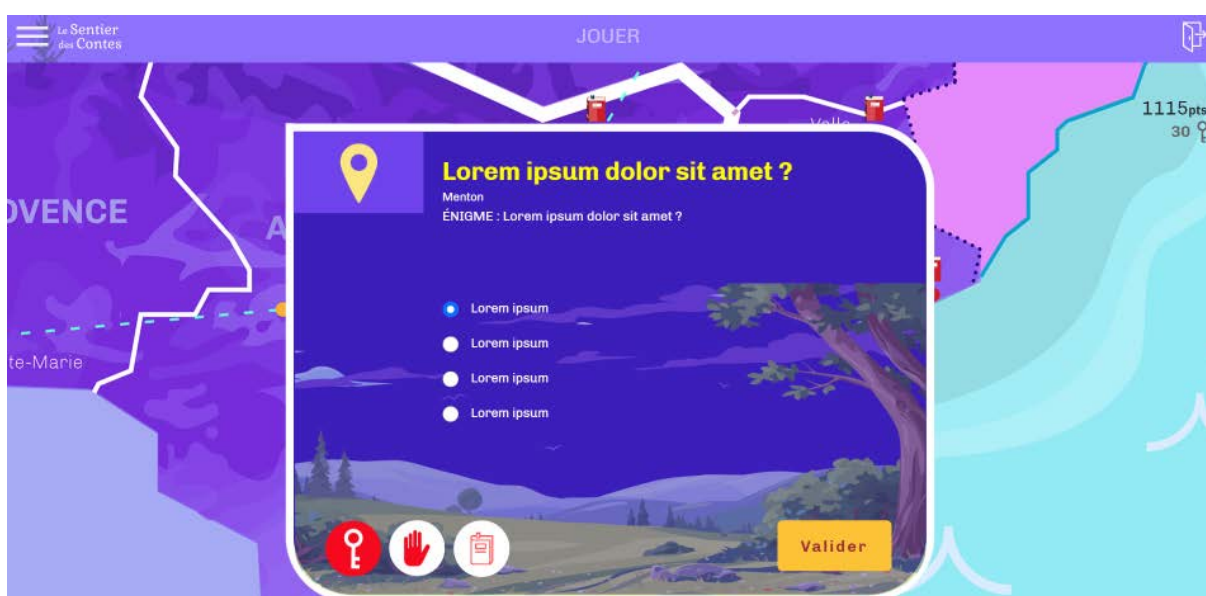 Le Sentier
des Contes
JOUER
1115pts
30
OVENCE
A
te-Marie
Lorem ipsum dolor sit amet ?
Menton
ÉNIGME : Lorem ipsum dolor sit amet ?
Lorem ipsum
Lorem ipsum
Lorem ipsum
Lorem ipsum
Valider